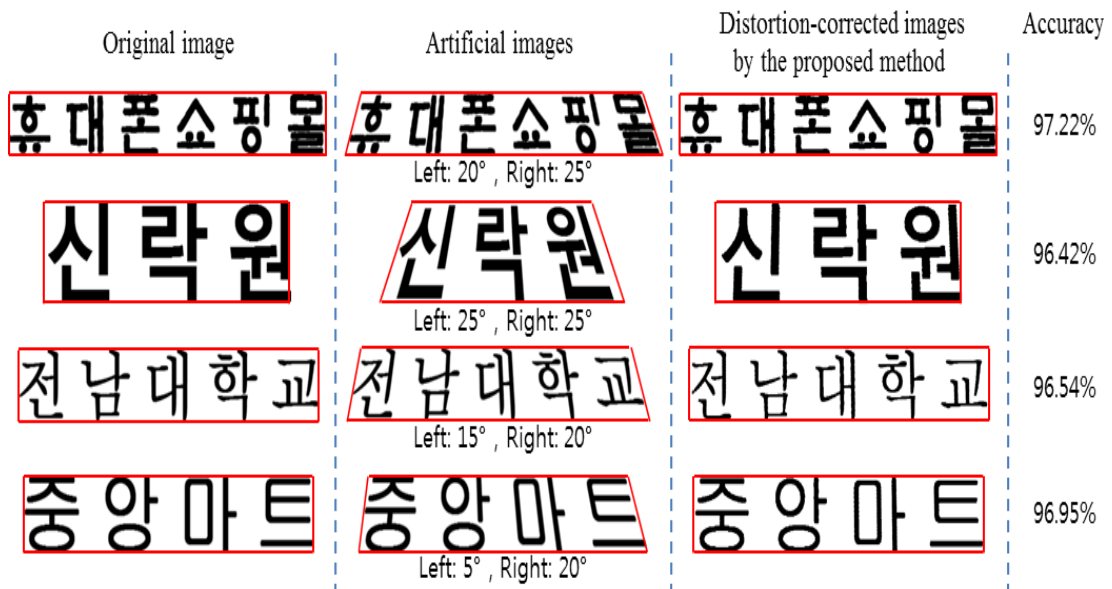 Original image
Artificial images
Distortion-corrected images
by the proposed method
Accuracy
휴대폰쇼핑몰
휴대폰쇼핑몰
휴대폰쇼핑몰
97.22%
Left: 20° , Right: 25°
신락원
신락원
신락원
96.42%
Left: 25° , Right: 25°
전남대학교
전남대학교
전남대학교
96.54%
Left: 15° , Right: 20°
중앙마트
중앙마트
중앙마트
96.95%
Left: 5° , Right: 20°